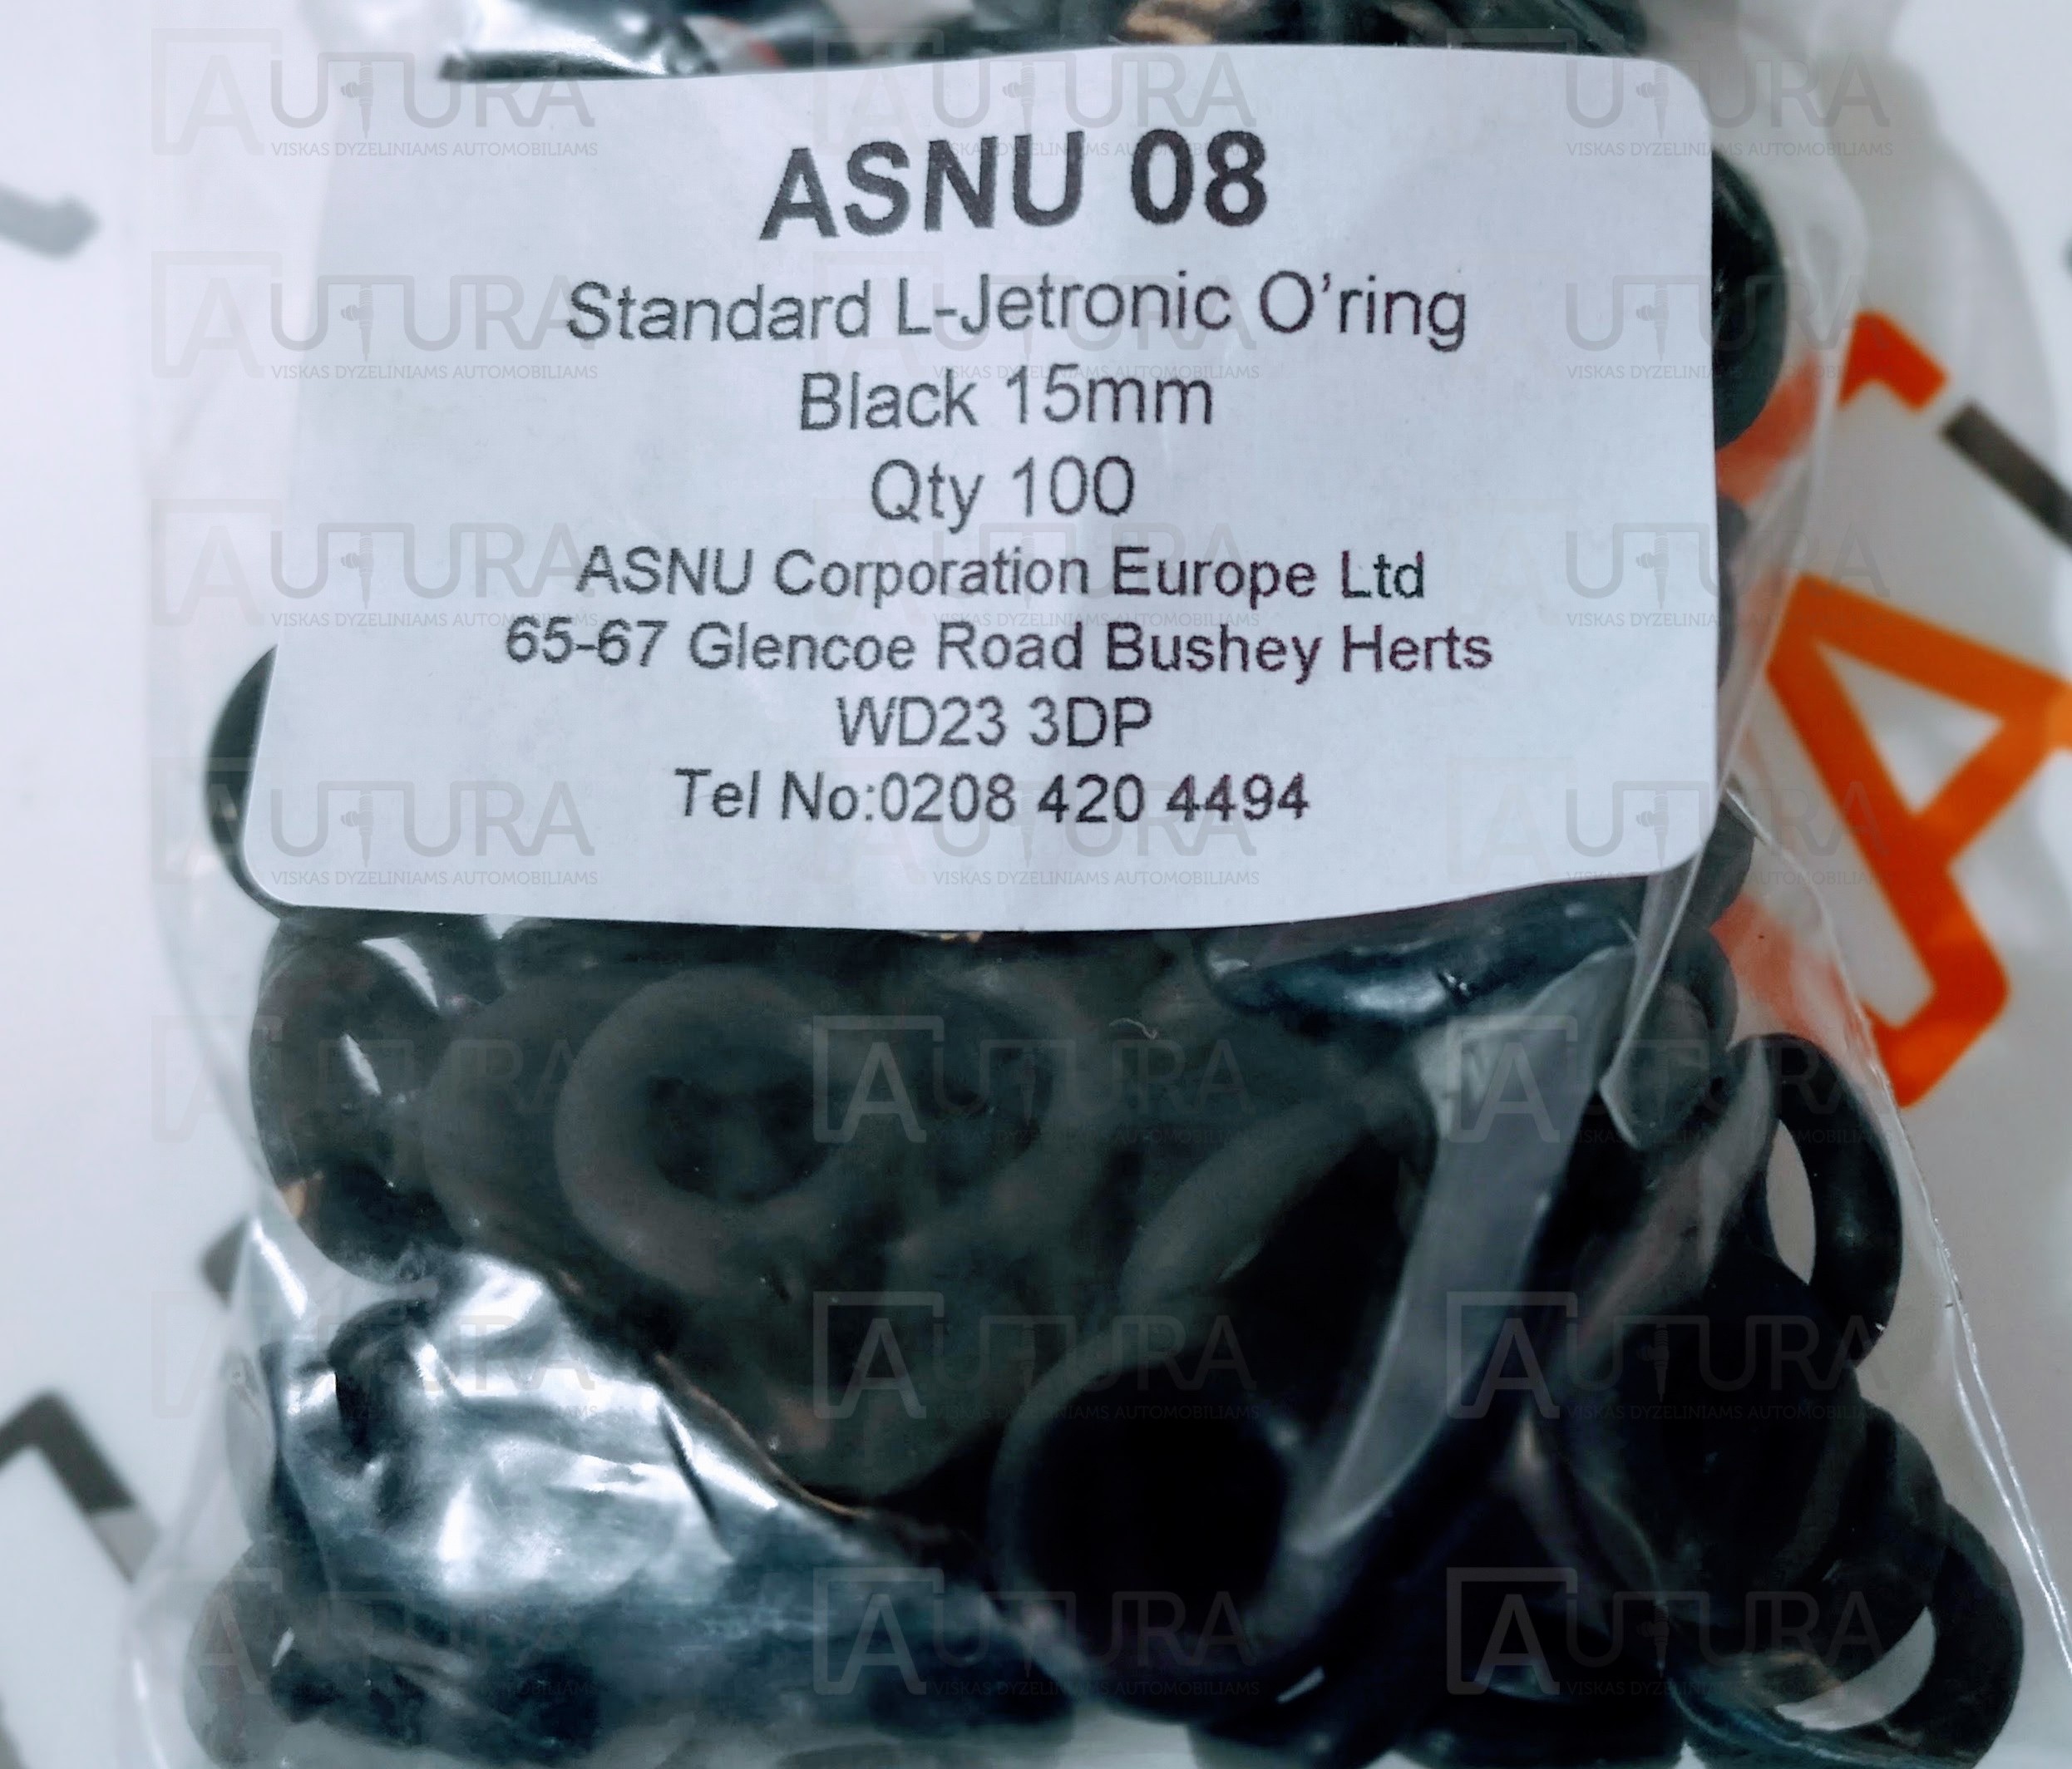 ASNU 08
Standard L-Jetronic O'ring
Black 15mm
Qty 100
ASNU Corporation Europe Ltd
65-67 Glencoe Road Bushey Herts
WD23 3DP
Tel No:0208 420 4494
AUTURA
VISKAS DYZELINIAMS AUTOMOBILIAMS